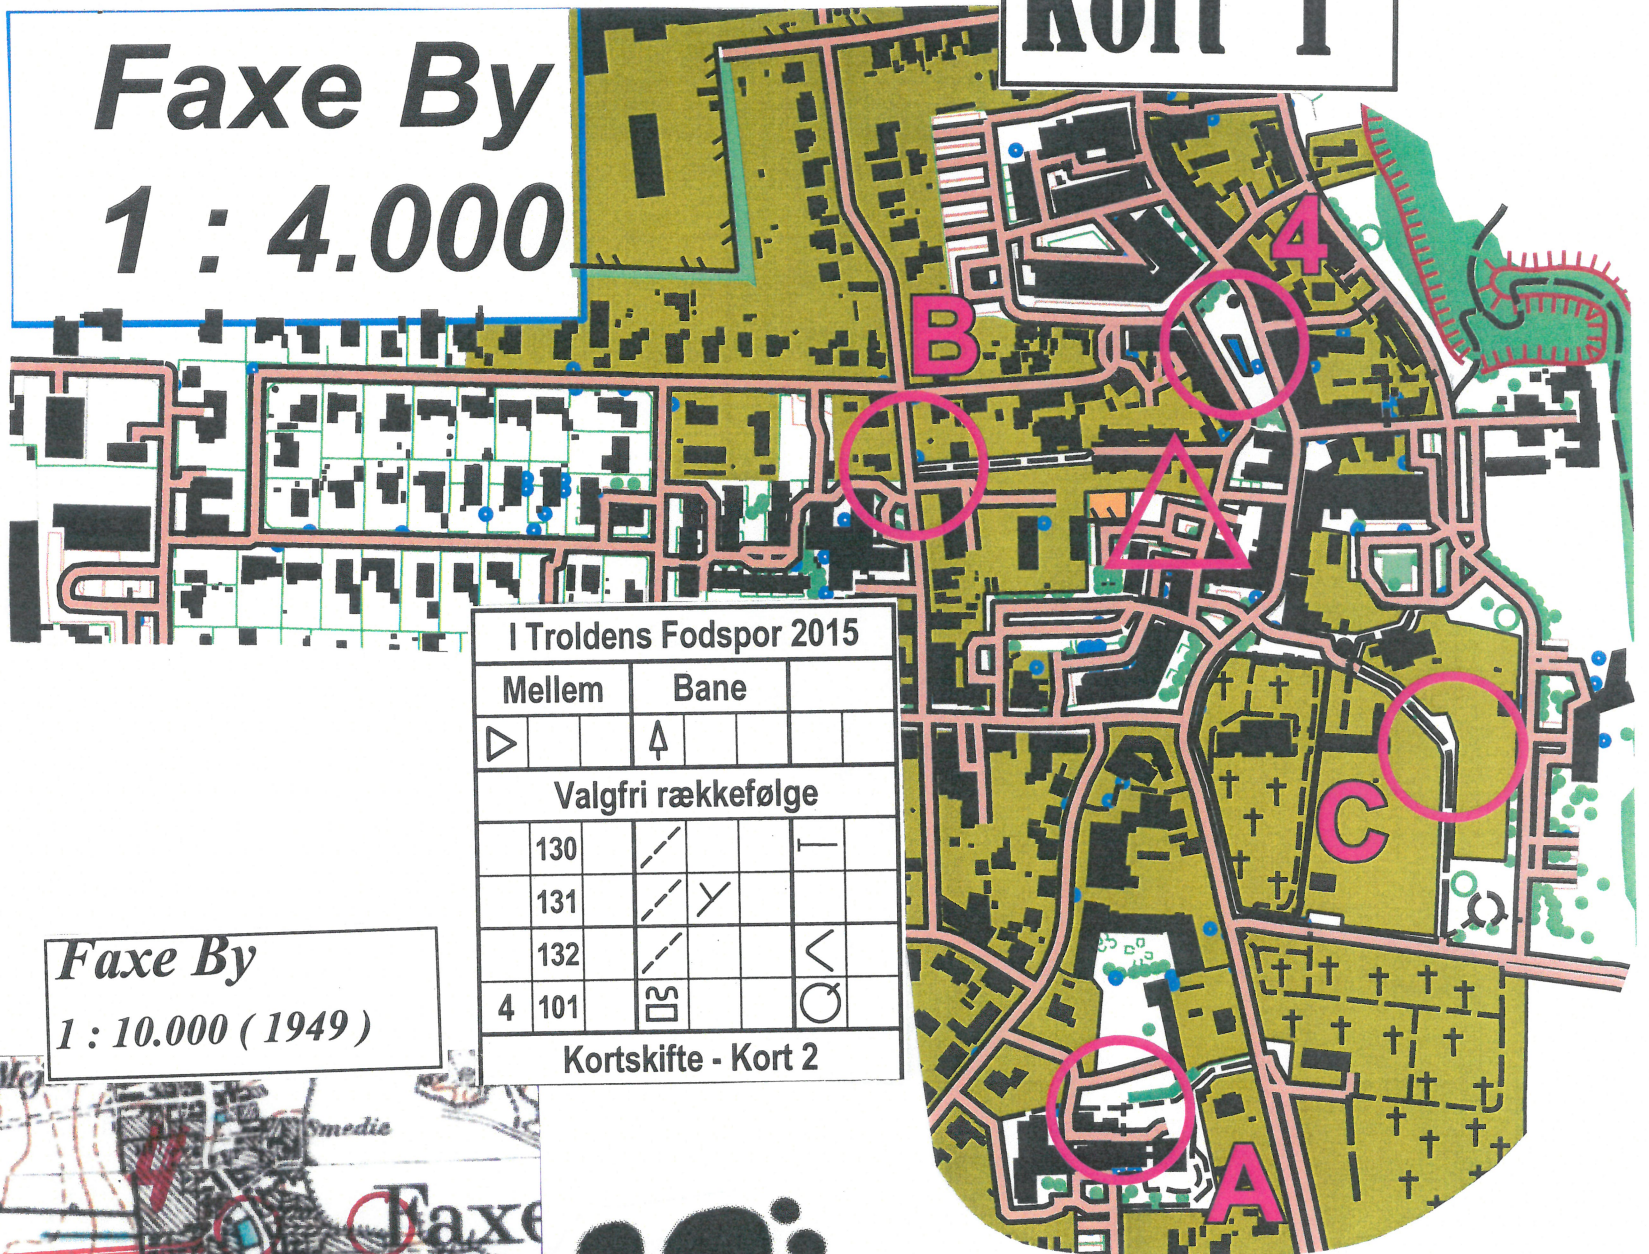 Kort 1
Faxe By
1 : 4.000
4
B
C
A
I Troldens Fodspor 2015
Mellem Bane
Valgfri rækkefølge
130
131
132
4 101
Kortskifte - Kort 2
Faxe By
1 : 10.000 ( 1949 )
Smedie
4
Faxe